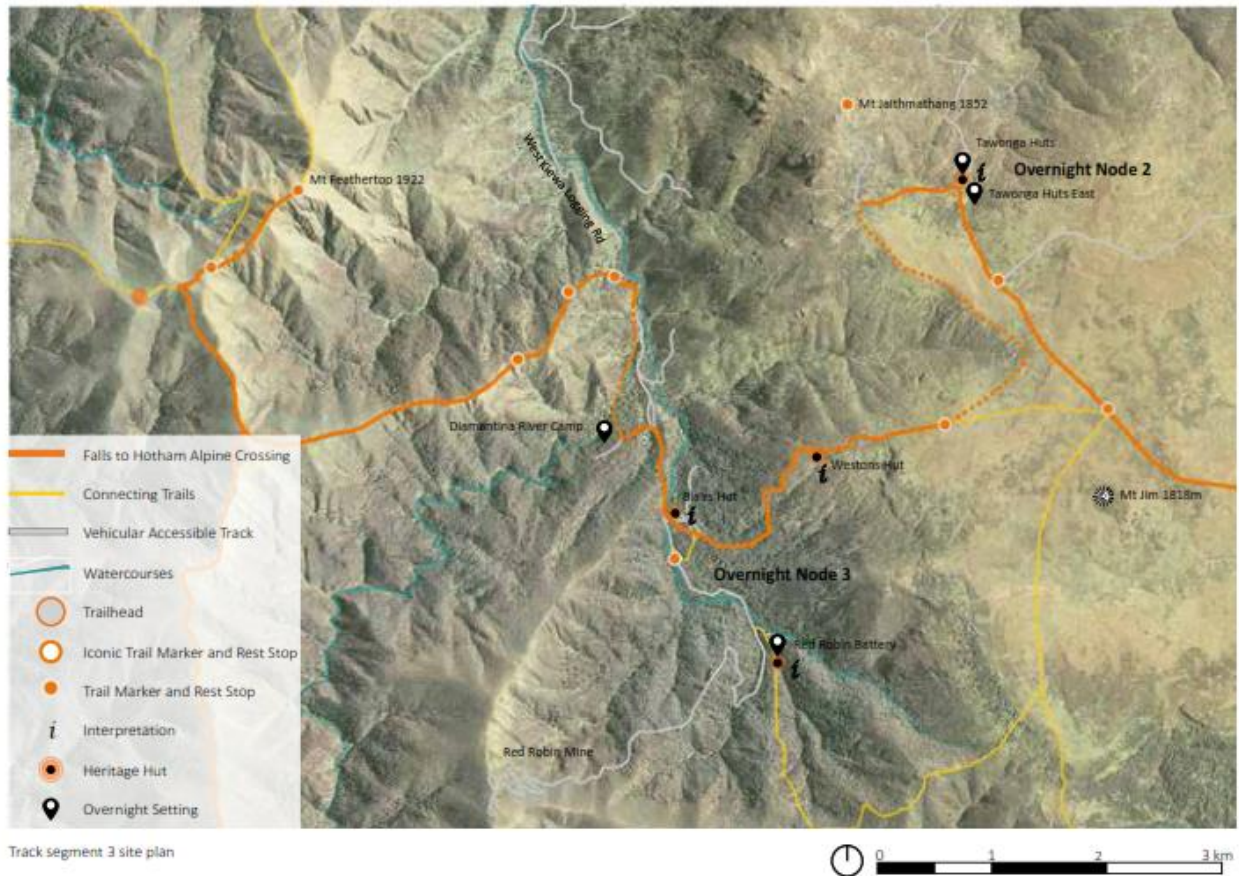 Mt Jaithmathang 1852
Tawonga Huts
Overnight Node 2
Tawonga Huts East
Mt Feathertop 1922
West Kiewa Logging Rd
Diamantina River Camp
Westons Hut
Blairs Hut
Mt Jim 1818m
Overnight Node 3
Red Robin Battery
Red Robin Mine
Falls to Hotham Alpine Crossing
Connecting Trails
Vehicular Accessible Track
Watercourses
Trailhead
Iconic Trail Marker and Rest Stop
Trail Marker and Rest Stop
i Interpretation
Heritage Hut
Overnight Setting
Track segment 3 site plan
0 1 2 3 km